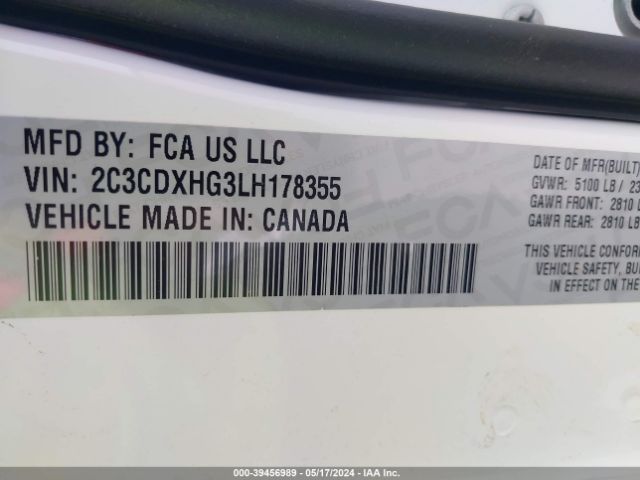 MFD BY: FCA US LLC
VIN: 2C3CDXHG3LH178355
VEHICLE MADE IN: CANADA
DATE OF MFR(BUILT)
GVWR: 5100 LB / 23
GAWR FRONT: 2810 L
GAWR REAR: 2810 LB
THIS VEHICLE CONFORM
VEHICLE SAFETY, BU
IN EFFECT ON THE
000-39456989 - 05/17/2024 - IAA Inc.